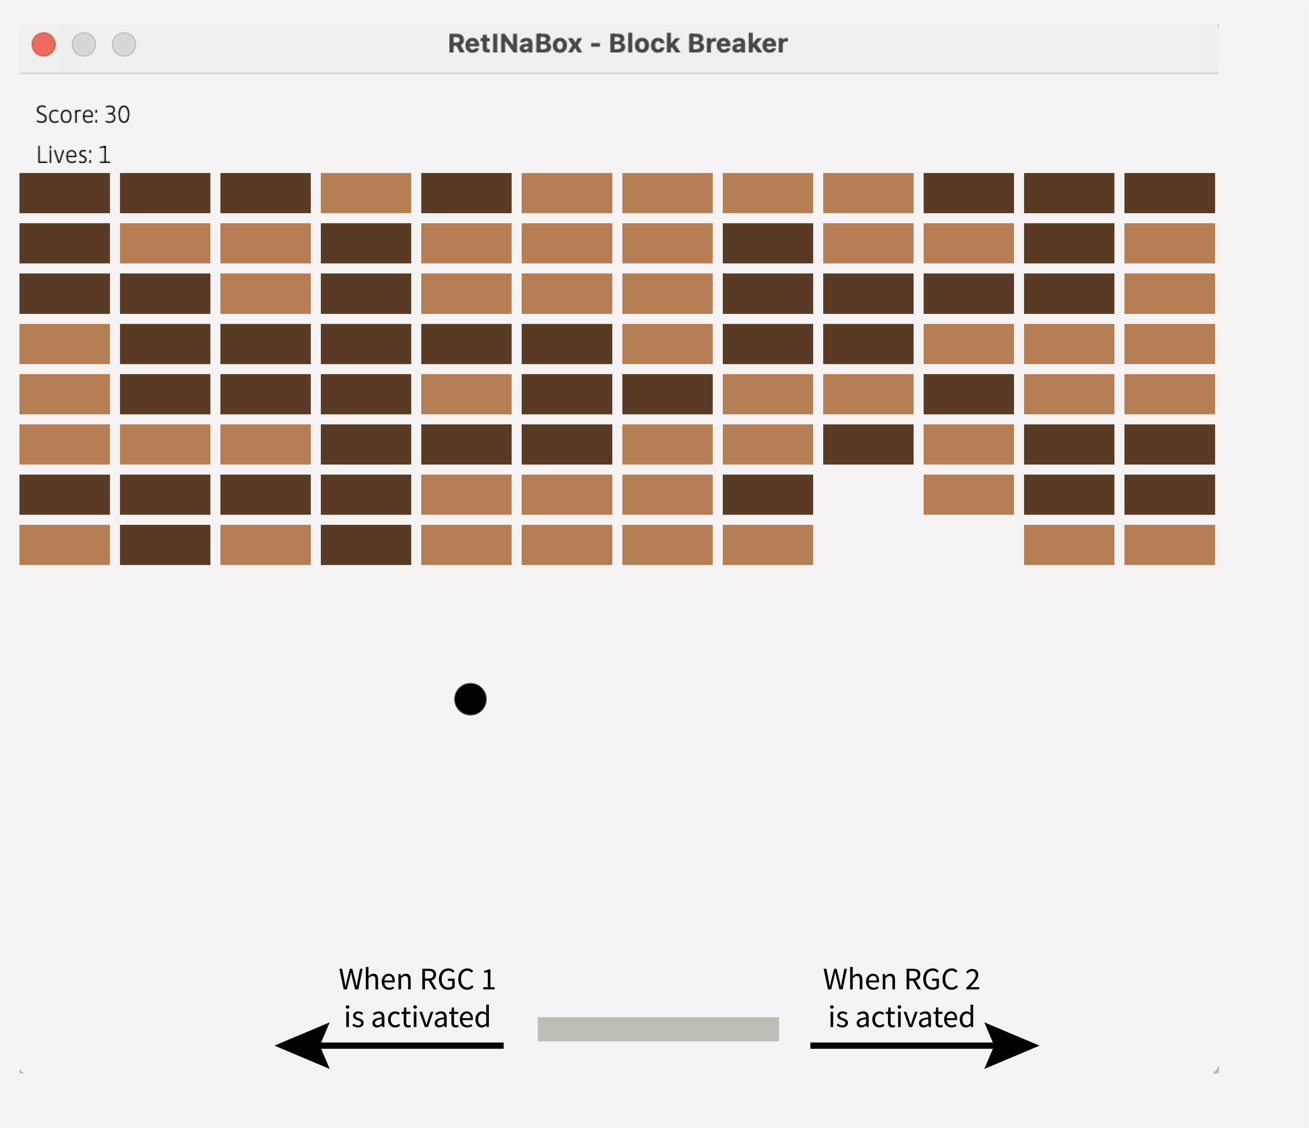 RetINaBox - Block Breaker
Score: 30
Lives: 1
When RGC 1
is activated
When RGC 2
is activated